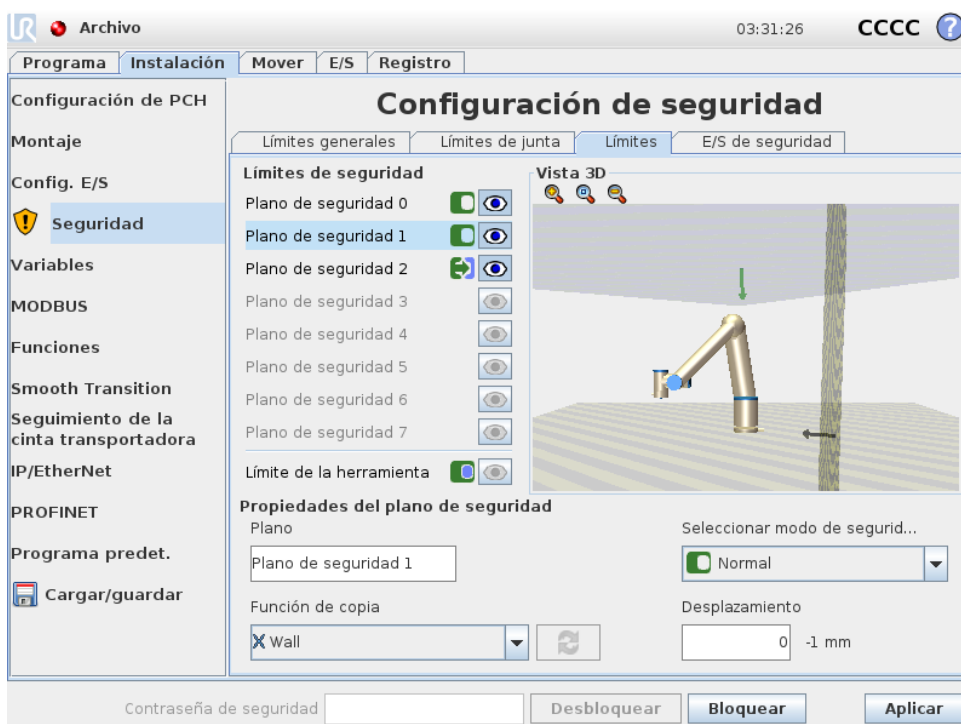 UR Archivo 03:31:26 CCCC ?
Programa Instalación Mover E/S Registro
Configuración de PCH
Montaje
Config. E/S
Seguridad
Variables
MODBUS
Funciones
Smooth Transition
Seguimiento de la
cinta transportadora
IP/EtherNet
PROFINET
Programa predet.
Cargar/guardar
Configuración de seguridad
Límites generales Límites de junta Límites E/S de seguridad
Límites de seguridad
Plano de seguridad 0
Plano de seguridad 1
Plano de seguridad 2
Plano de seguridad 3
Plano de seguridad 4
Plano de seguridad 5
Plano de seguridad 6
Plano de seguridad 7
Límite de la herramienta
Vista 3D
Propiedades del plano de seguridad
Plano
Plano de seguridad 1
Seleccionar modo de segurid...
Normal
Función de copia
Wall
Desplazamiento
0 -1 mm
Contraseña de seguridad Desbloquear Bloquear Aplicar